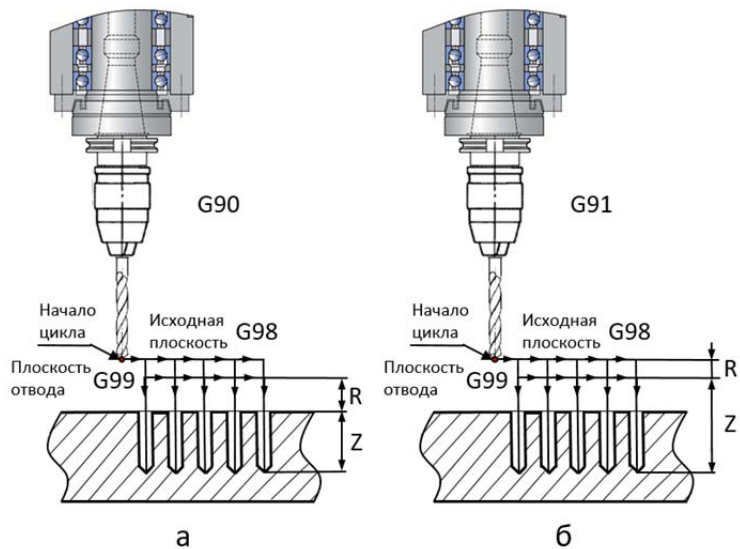 G90
Начало
цикла
Исходная
плоскость
G98
Плоскость
отвода
G99
R
Z
а
G91
Начало
цикла
Исходная
плоскость
G98
Плоскость
отвода
G99
R
Z
б